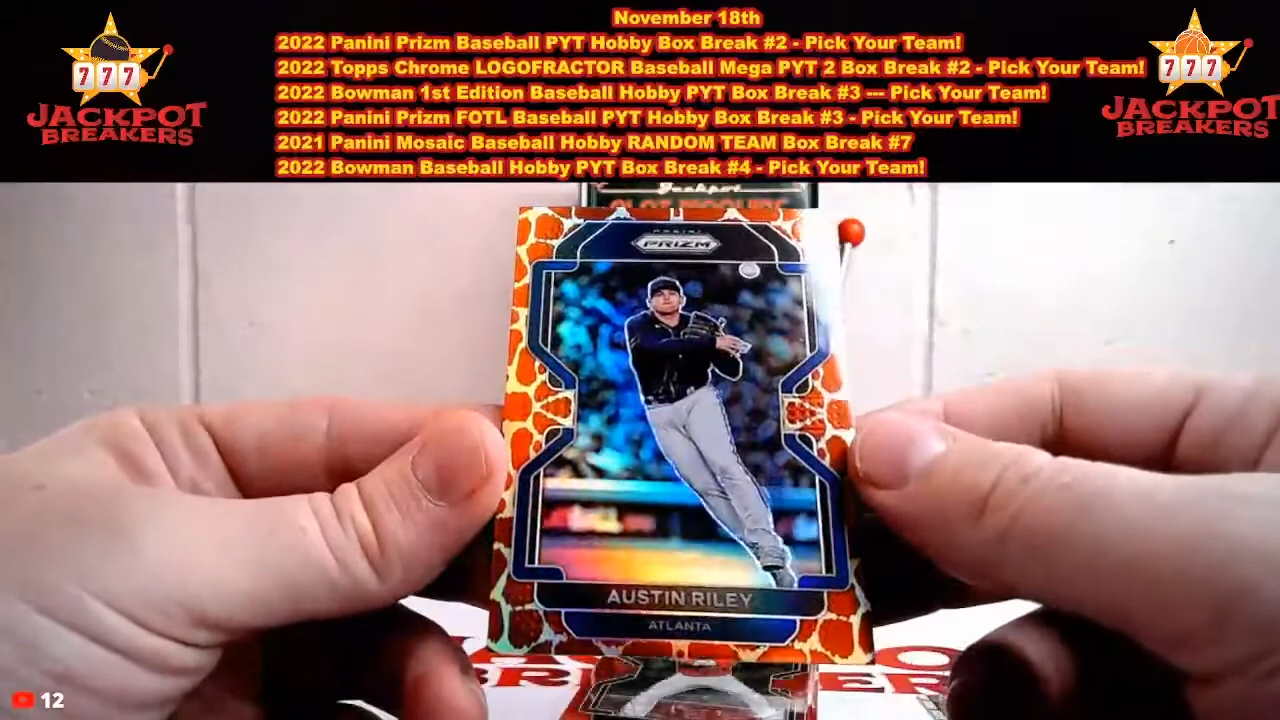 November 18th
2022 Panini Prizm Baseball PYT Hobby Box Break #2 - Pick Your Team!
2022 Topps Chrome LOGOFRACTOR Baseball Mega PYT 2 Box Break #2 - Pick Your Team!
2022 Bowman 1st Edition Baseball Hobby PYT Box Break #3 --- Pick Your Team!
2022 Panini Prizm FOTL Baseball PYT Hobby Box Break #3 - Pick Your Team!
2021 Panini Mosaic Baseball Hobby RANDOM TEAM Box Break #7
2022 Bowman Baseball Hobby PYT Box Break #4 - Pick Your Team!
777
JACKPOT
BREAKERS
777
JACKPOT
BREAKERS
PANINI
PRIZM
AUSTIN RILEY
ATLANTA
12